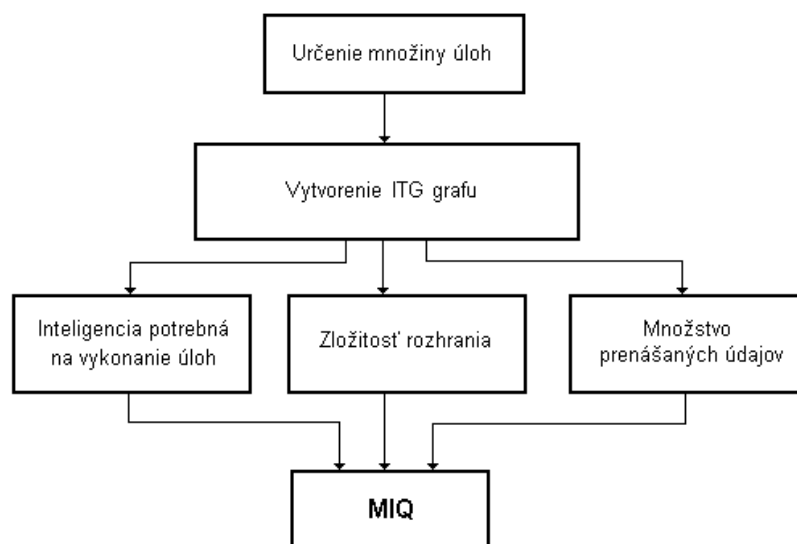 Určenie množiny úloh
Vytvorenie ITG grafu
Inteligencia potrebná
na vykonanie úloh
Zložitosť rozhrania
Množstvo
prenášaných údajov
MIQ